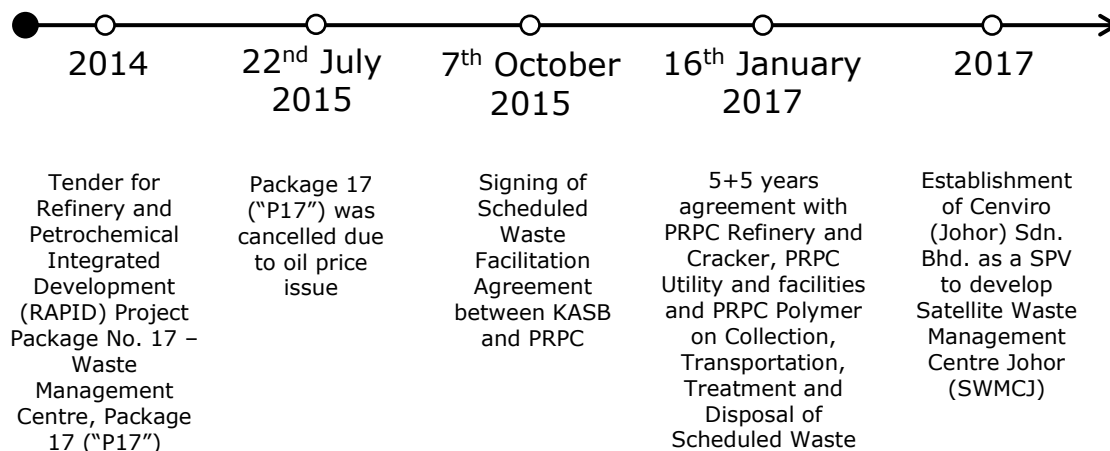 2014
22nd July
2015
7th October
2015
16th January
2017
2017
Tender for
Refinery and
Petrochemical
Integrated
Development
(RAPID) Project
Package No. 17 –
Waste
Management
Centre, Package
17 (“P17”)
Package 17
(“P17”) was
cancelled due
to oil price
issue
Signing of
Scheduled
Waste
Facilitation
Agreement
between KASB
and PRPC
5+5 years
agreement with
PRPC Refinery and
Cracker, PRPC
Utility and facilities
and PRPC Polymer
on Collection,
Transportation,
Treatment and
Disposal of
Scheduled Waste
Establishment
of Cenviro
(Johor) Sdn.
Bhd. as a SPV
to develop
Satellite Waste
Management
Centre Johor
(SWMCJ)